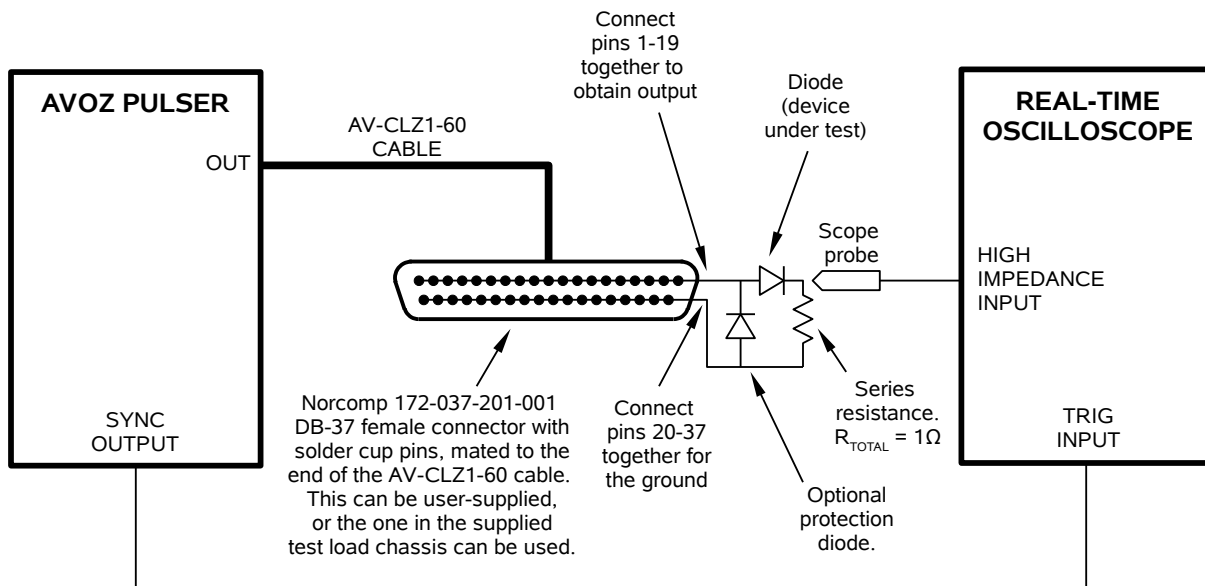 AVOZ PULSER
OUT
SYNC
OUTPUT
AV-CLZ1-60
CABLE
Connect
pins 1-19
together to
obtain output
Diode
(device
under test)
Scope
probe
REAL-TIME
OSCILLOSCOPE
HIGH
IMPEDANCE
INPUT
TRIG
INPUT
Norcomp 172-037-201-001
DB-37 female connector with
solder cup pins, mated to the
end of the AV-CLZ1-60 cable.
This can be user-supplied,
or the one in the supplied
test load chassis can be used.
Connect
pins 20-37
together for
the ground
Optional
protection
diode.
Series
resistance.
R_TOTAL = 1Ω